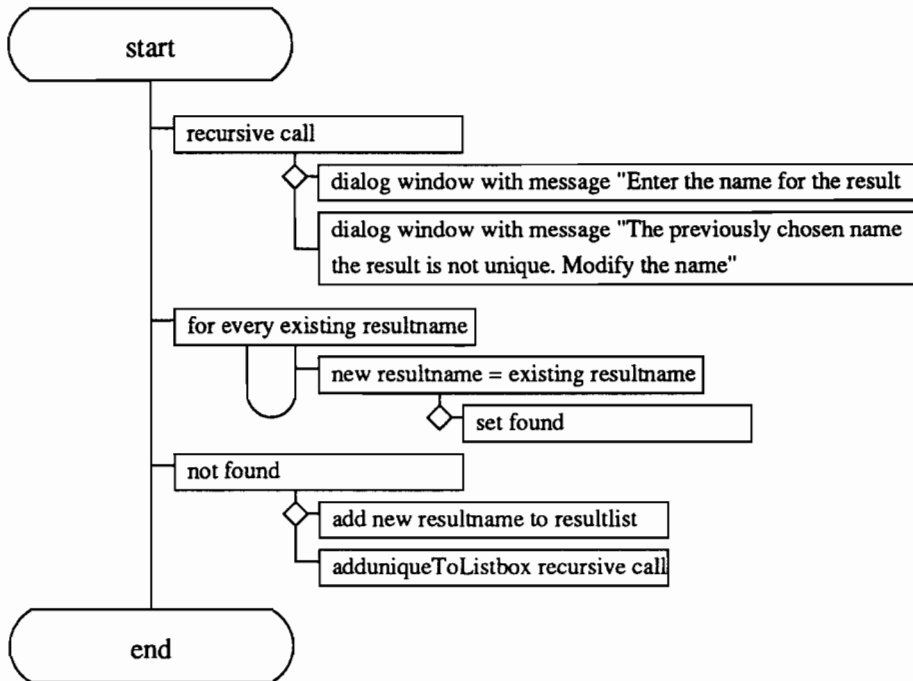 start
recursive call
dialog window with message "Enter the name for the result
dialog window with message "The previously chosen name
the result is not unique. Modify the name"
for every existing resultname
new resultname = existing resultname
set found
not found
add new resultname to resultlist
adduniqueToListbox recursive call
end